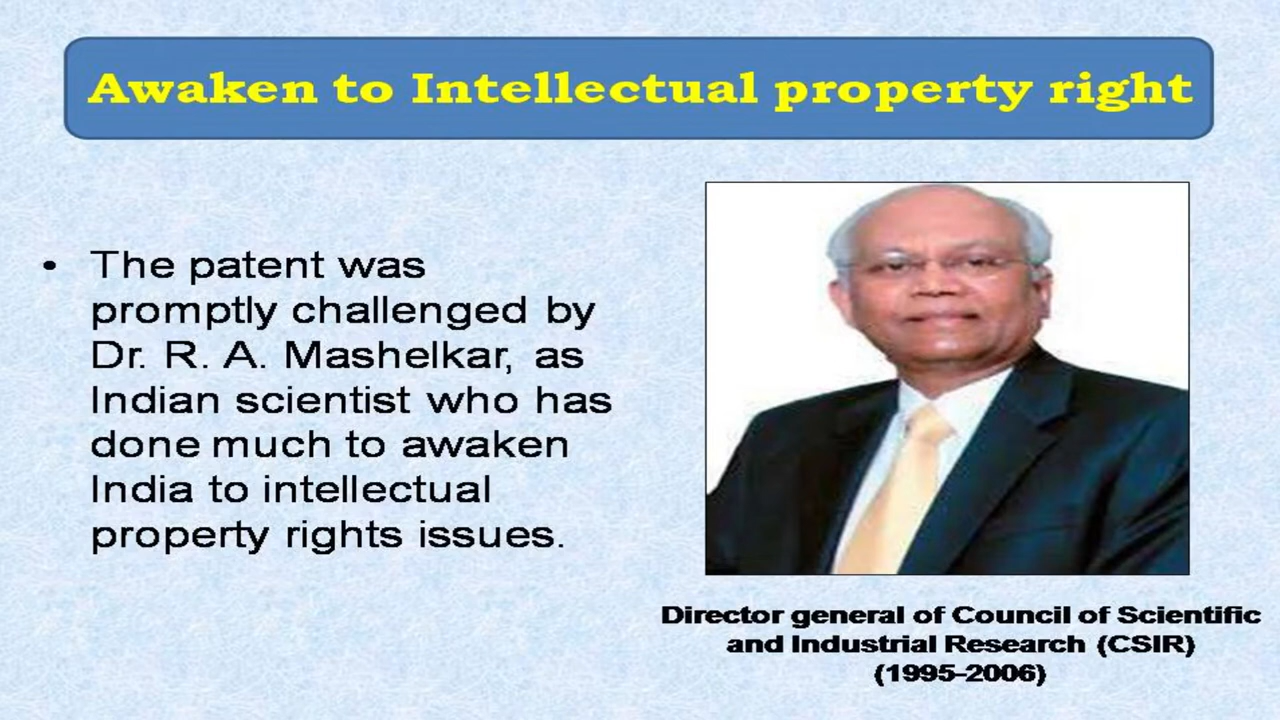 Awaken to Intellectual property right
• The patent was
promptly challenged by
Dr. R. A. Mashelkar, as
Indian scientist who has
done much to awaken
India to intellectual
property rights issues.
Director general of Council of Scientific
and Industrial Research (CSIR)
(1995-2006)